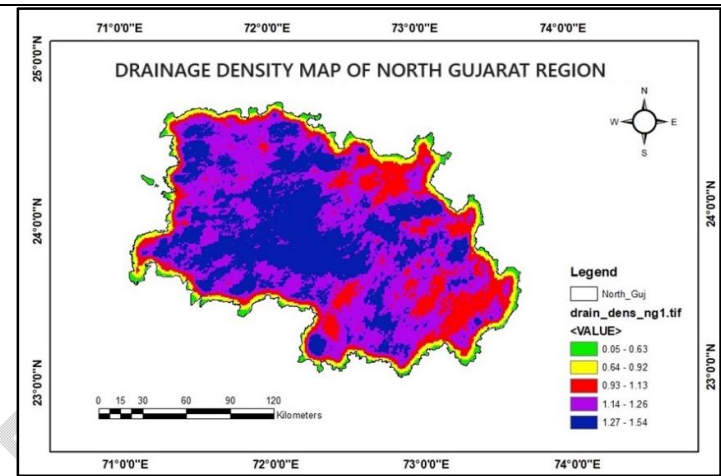 71°0'0"E 72°0'0"E 73°0'0"E 74°0'0"E
25°0'0"N
DRAINAGE DENSITY MAP OF NORTH GUJARAT REGION
N
W E
S
24°0'0"N 24°0'0"N
Legend
North_Guj
drain_dens_ng1.tif
<VALUE>
0.05 - 0.63
0.64 - 0.92
0.93 - 1.13
1.14 - 1.26
1.27 - 1.54
23°0'0"N 23°0'0"N
0 15 30 60 90 120
Kilometers
71°0'0"E 72°0'0"E 73°0'0"E 74°0'0"E